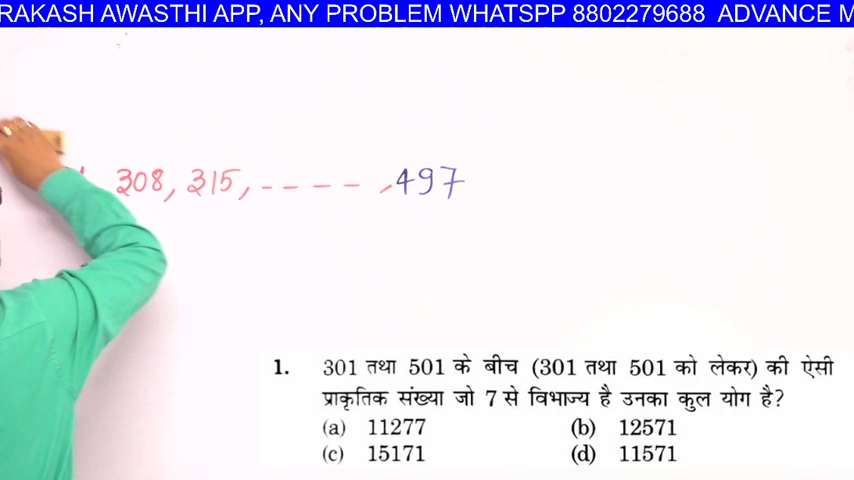 RAKASH AWASTHI APP, ANY PROBLEM WHATSPP 8802279688 ADVANCE M
308, 315, - - - - , 497
1. 301 तथा 501 के बीच (301 तथा 501 को लेकर) की ऐसी
प्राकृतिक संख्या जो 7 से विभाज्य है उनका कुल योग है?
(a) 11277 (b) 12571
(c) 15171 (d) 11571